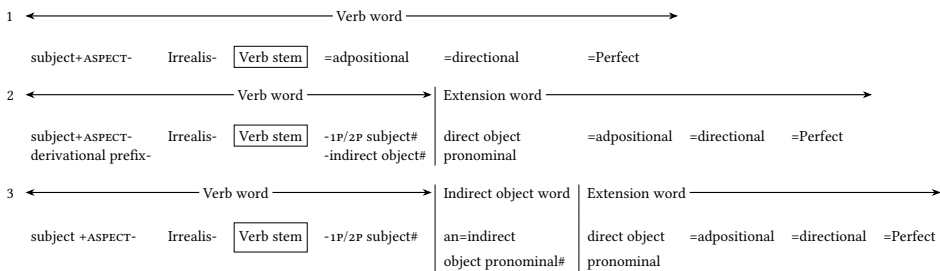 1 Verb word
subject+ASPECT- Irrealis- Verb stem =adpositional =directional =Perfect
2 Verb word Extension word
subject+ASPECT- Irrealis- Verb stem -1P/2P subject# direct object =adpositional =directional =Perfect
derivational prefix- -indirect object# pronominal
3 Verb word Indirect object word Extension word
subject +ASPECT- Irrealis- Verb stem -1P/2P subject# an=indirect direct object =adpositional =directional =Perfect
object pronominal# pronominal